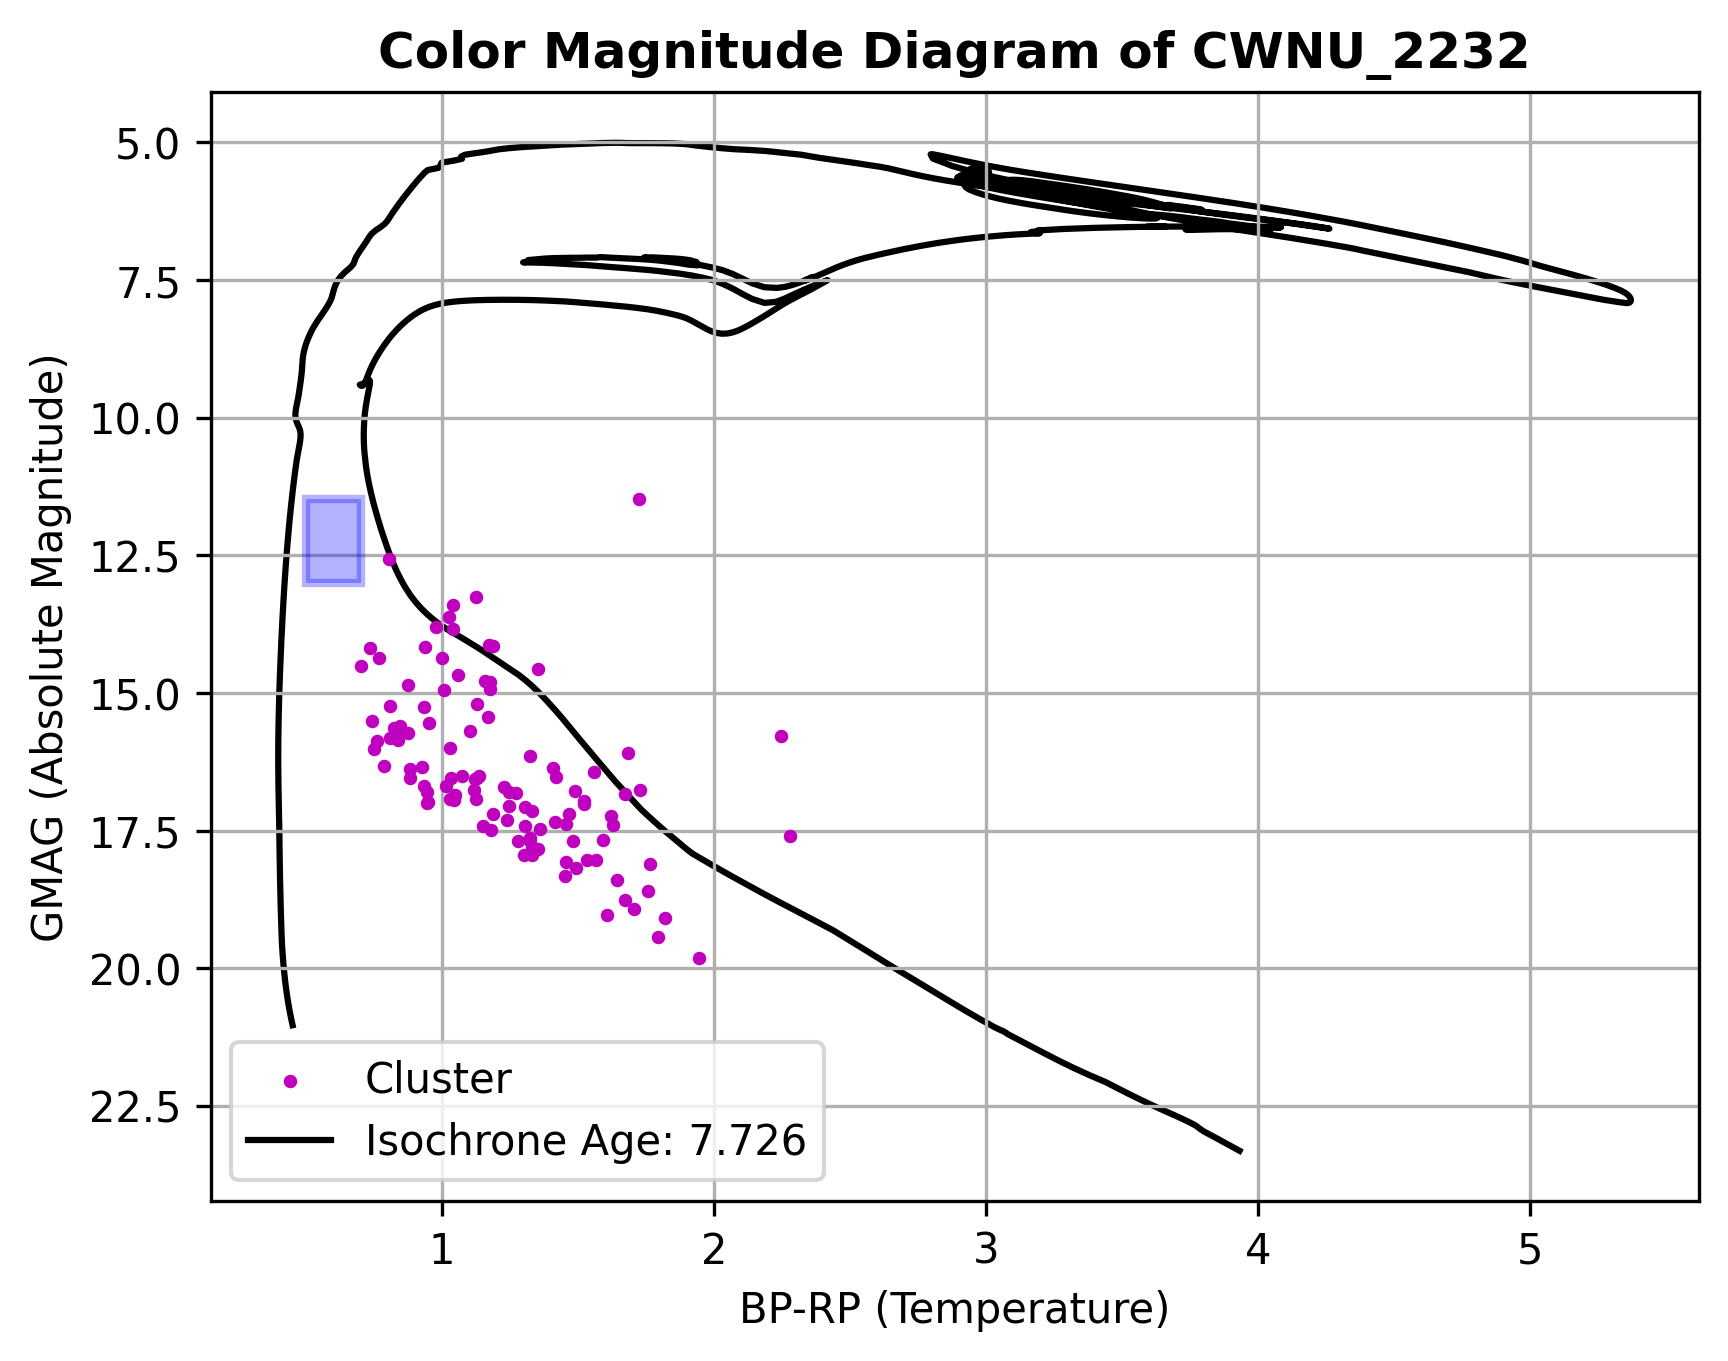 Color Magnitude Diagram of CWNU_2232
GMAG (Absolute Magnitude)
5.0
7.5
10.0
12.5
15.0
17.5
20.0
22.5
Cluster
Isochrone Age: 7.726
1 2 3 4 5
BP-RP (Temperature)